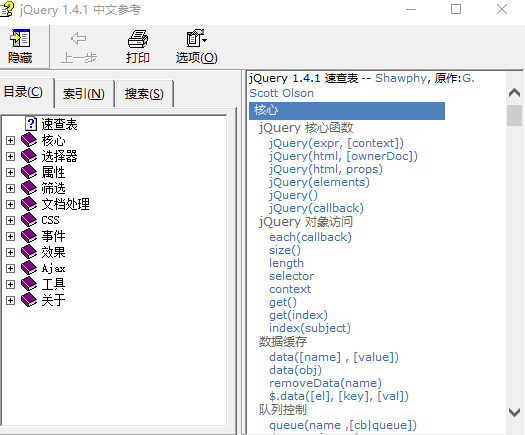 jQuery 1.4.1 中文参考
隐藏
上一步
打印
选项(O)
目录(C)
索引(N)
搜索(S)
速查表
核心
选择器
属性
筛选
文档处理
CSS
事件
效果
Ajax
工具
关于
jQuery 1.4.1 速查表 -- Shawphy, 原作:G.
Scott Olson
核心
jQuery 核心函数
jQuery(expr, [context])
jQuery(html, [ownerDoc])
jQuery(html, props)
jQuery(elements)
jQuery()
jQuery(callback)
jQuery 对象访问
each(callback)
size()
length
selector
context
get()
get(index)
index(subject)
数据缓存
data([name] , [value])
data(obj)
removeData(name)
$.data([el], [key], [val])
队列控制
queue(name ,[cb|queue])